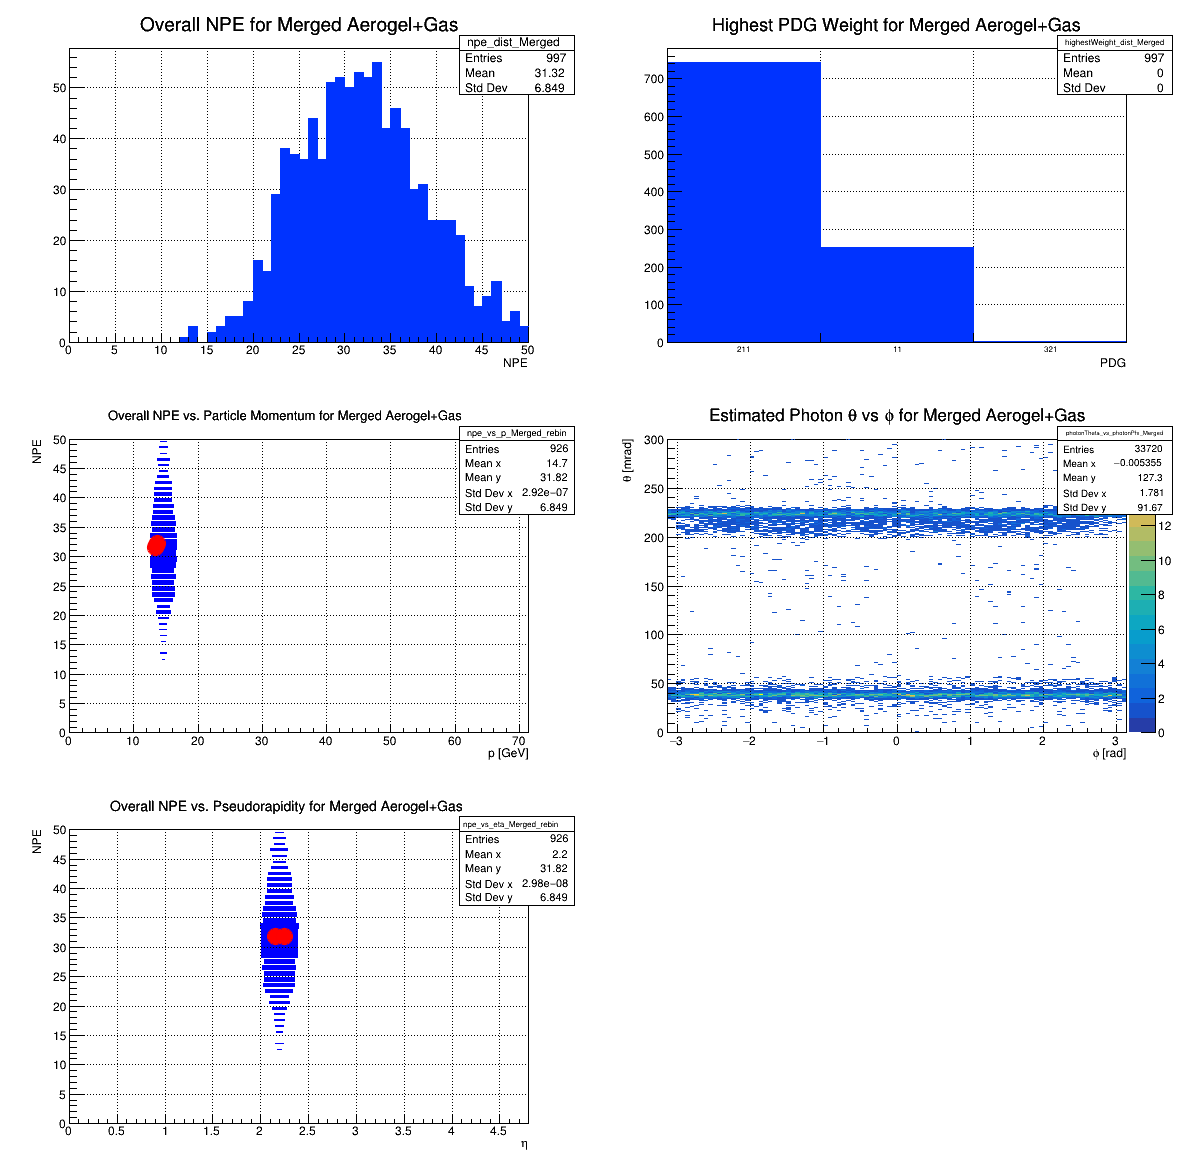 Overall NPE for Merged Aerogel+Gas
npe_dist_Merged
Entries 997
Mean 31.32
Std Dev 6.849
50
40
30
20
10
0
0 5 10 15 20 25 30 35 40 45 50
NPE
Highest PDG Weight for Merged Aerogel+Gas
highestWeight_dist_Merged
Entries 997
Mean 0
Std Dev 0
700
600
500
400
300
200
100
0
211 11 321
PDG
Overall NPE vs. Particle Momentum for Merged Aerogel+Gas
npe_vs_p_Merged_rebin
Entries 926
Mean x 14.7
Mean y 31.82
Std Dev x 2.92e−07
Std Dev y 6.849
NPE
50
45
40
35
30
25
20
15
10
5
0
0 10 20 30 40 50 60 70
p [GeV]
Estimated Photon θ vs ϕ for Merged Aerogel+Gas
photonTheta_vs_photonPhi_Merged
Entries 33720
Mean x −0.005355
Mean y 127.3
Std Dev x 1.781
Std Dev y 91.67
θ [mrad]
300
250
200
150
100
50
0
−3 −2 −1 0 1 2 3
ϕ [rad]
12
10
8
6
4
2
0
Overall NPE vs. Pseudorapidity for Merged Aerogel+Gas
npe_vs_eta_Merged_rebin
Entries 926
Mean x 2.2
Mean y 31.82
Std Dev x 2.98e−08
Std Dev y 6.849
NPE
50
45
40
35
30
25
20
15
10
5
0
0 0.5 1 1.5 2 2.5 3 3.5 4 4.5
η